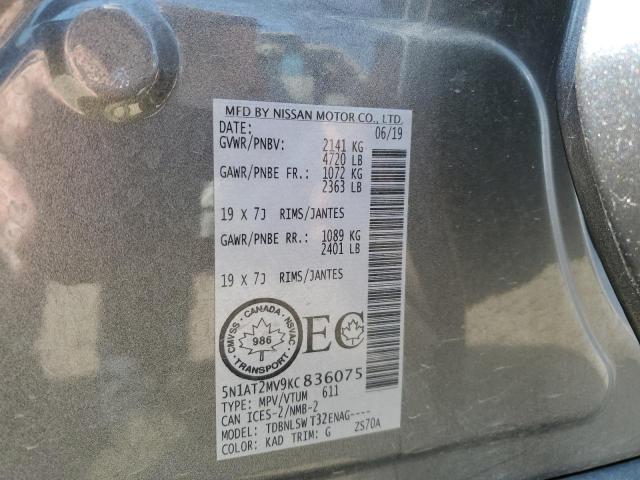 MFD BY NISSAN MOTOR CO., LTD.
DATE: 06/19
GVWR/PNBV: 2141 KG
4720 LB
GAWR/PNBE FR.: 1072 KG
2363 LB
19 X 7J RIMS/JANTES
GAWR/PNBE RR.: 1089 KG
2401 LB
19 X 7J RIMS/JANTES
CANADA
CMVSS NSVAC
986
TRANSPORT
EC
5N1AT2MV9KC836075
TYPE: MPV/VTUM 611
CAN ICES-2/NMB-2
MODEL: TDBNLSW T32ENAG----
COLOR: KAD TRIM: G ZS70A